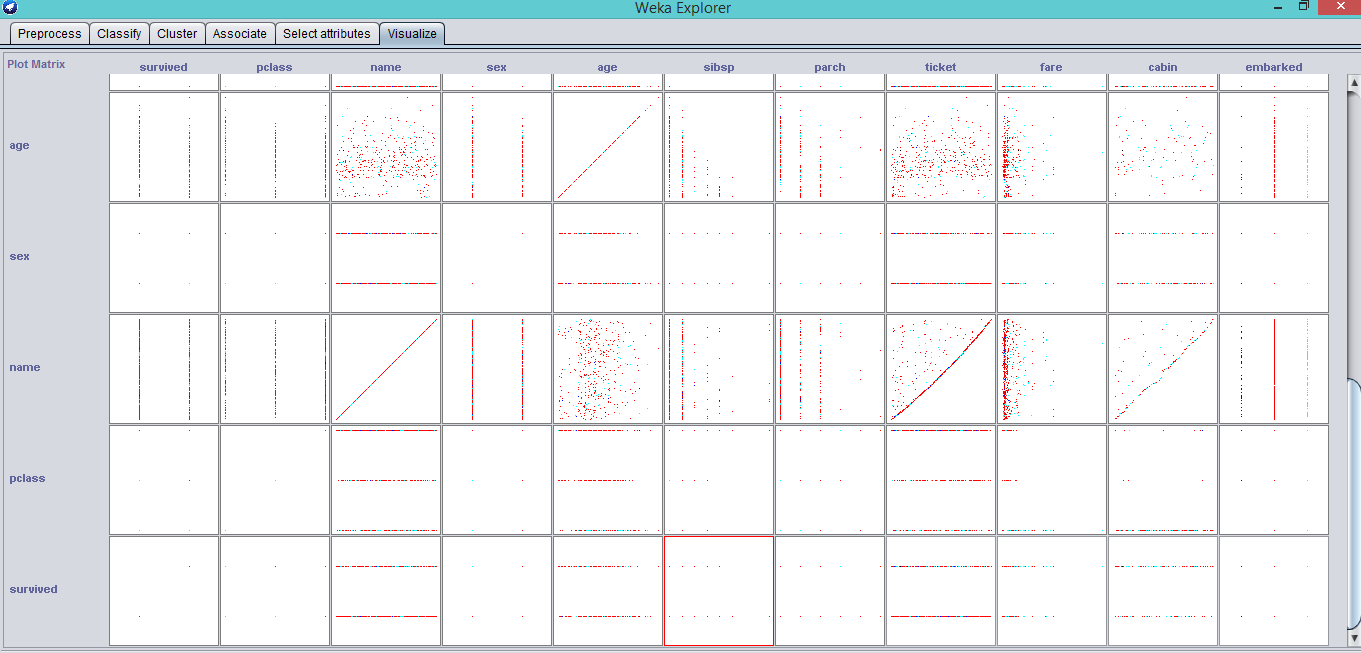 Weka Explorer
Preprocess Classify Cluster Associate Select attributes Visualize
Plot Matrix survived pclass name sex age sibsp parch ticket fare cabin embarked
age
sex
name
pclass
survived